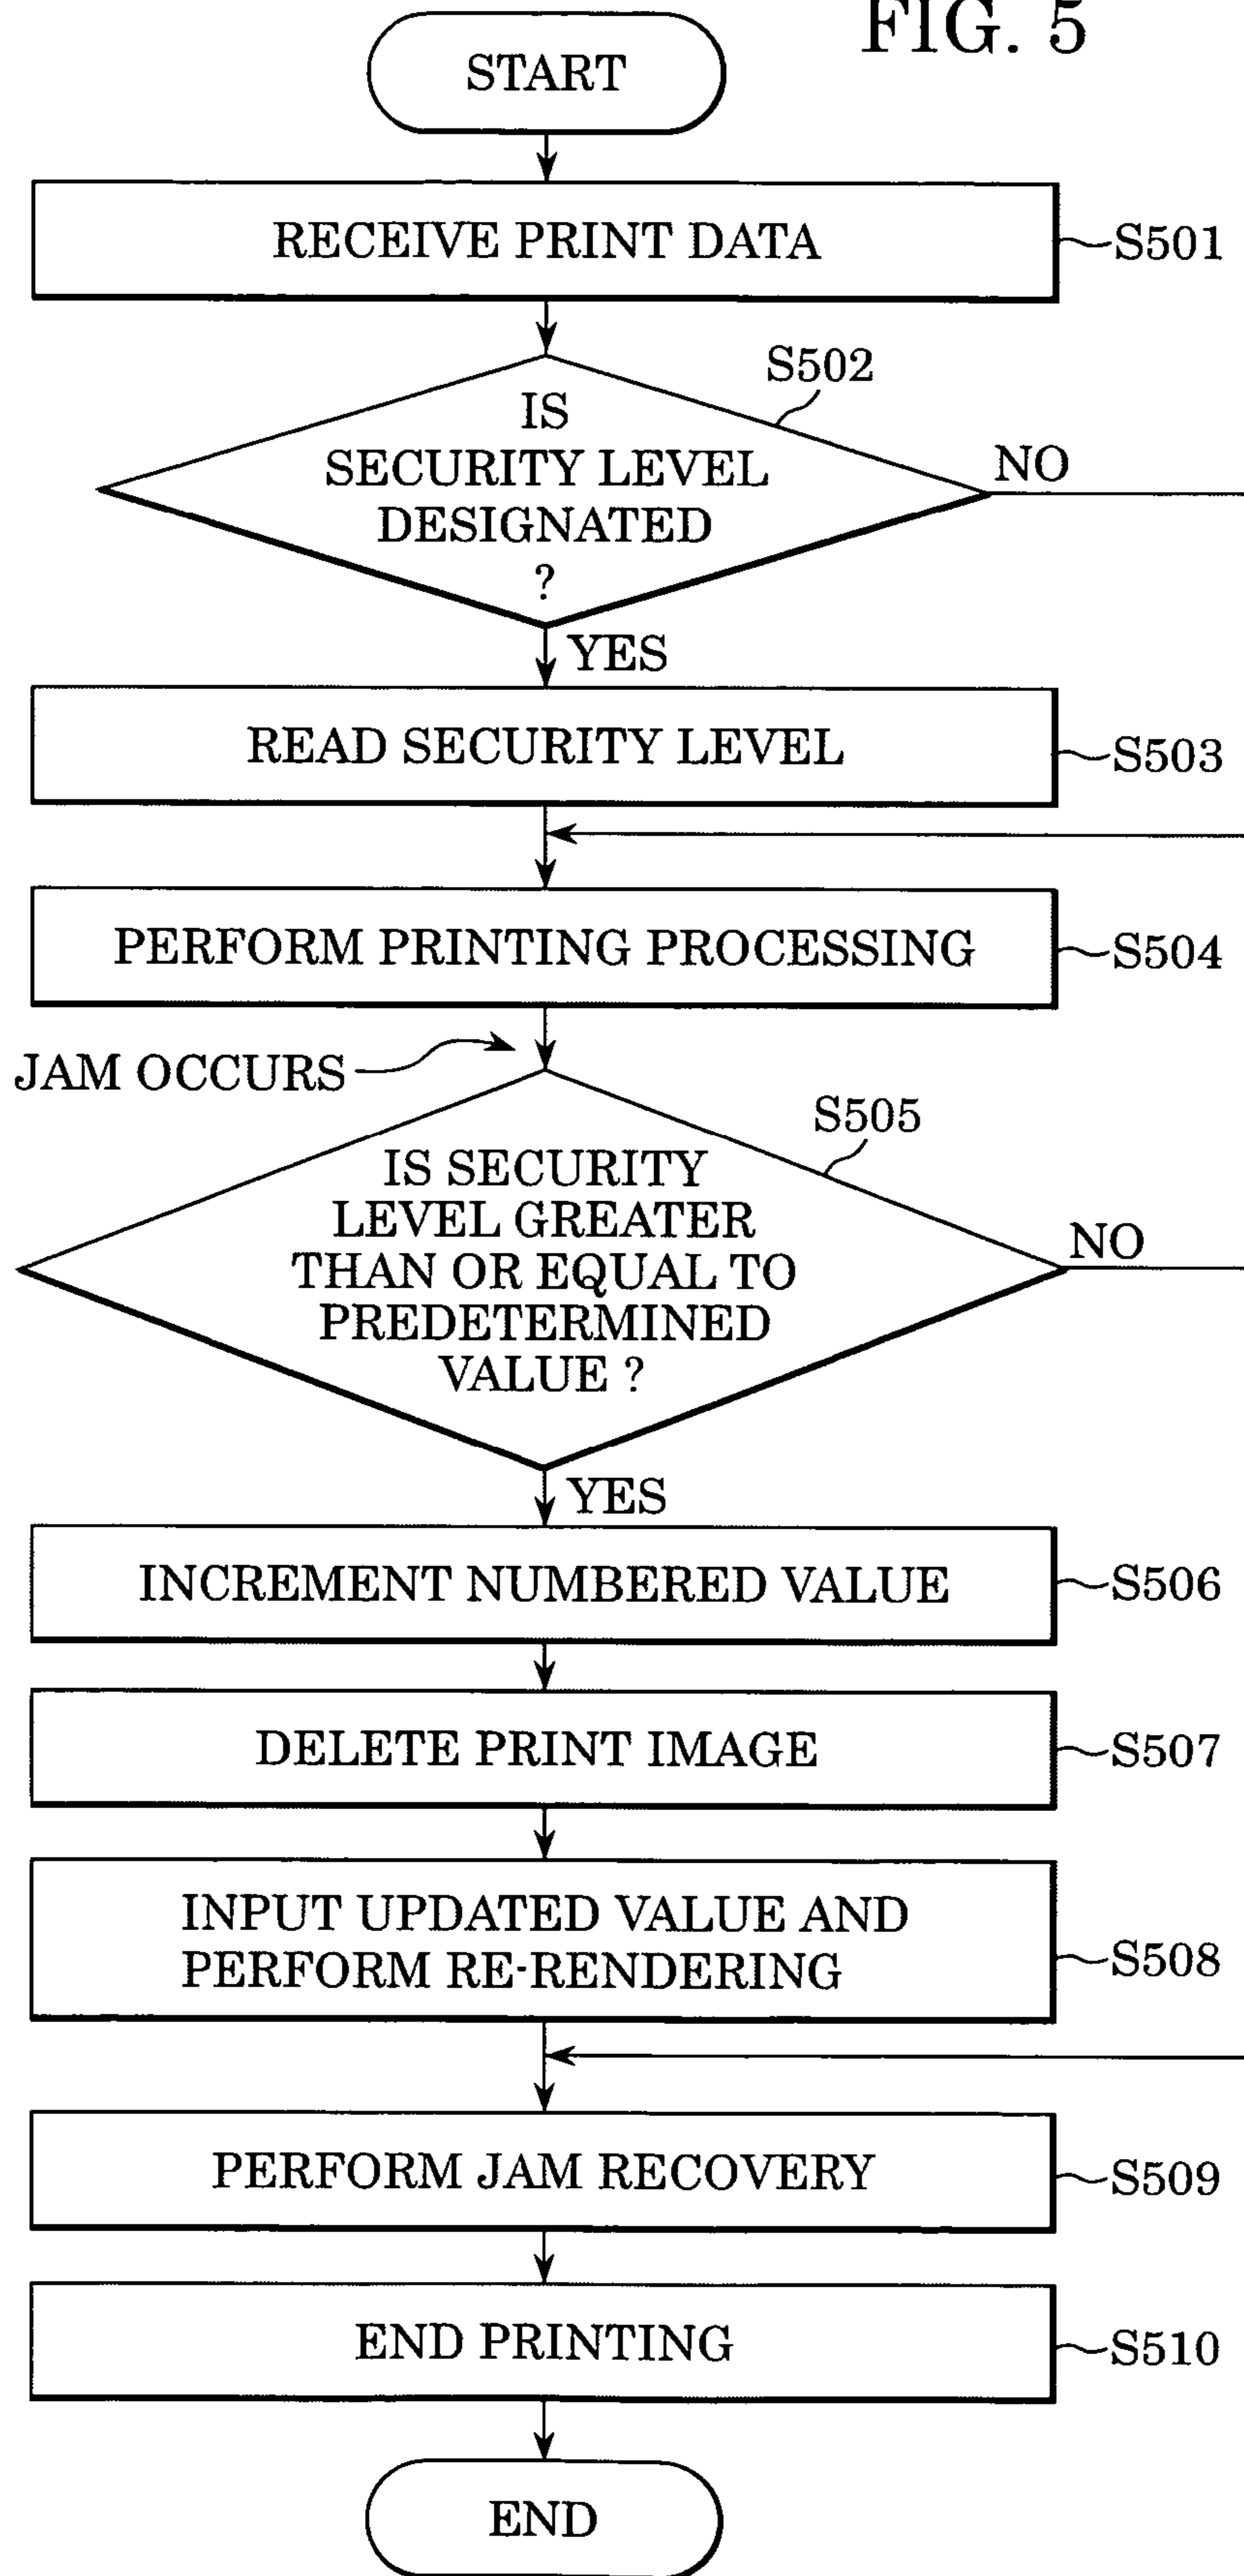 FIG. 5
START
RECEIVE PRINT DATA
S501
S502
IS
SECURITY LEVEL
DESIGNATED
?
NO
YES
READ SECURITY LEVEL
S503
PERFORM PRINTING PROCESSING
S504
JAM OCCURS
S505
IS SECURITY
LEVEL GREATER
THAN OR EQUAL TO
PREDETERMINED
VALUE ?
NO
YES
INCREMENT NUMBERED VALUE
S506
DELETE PRINT IMAGE
S507
INPUT UPDATED VALUE AND
PERFORM RE-RENDERING
S508
PERFORM JAM RECOVERY
S509
END PRINTING
S510
END